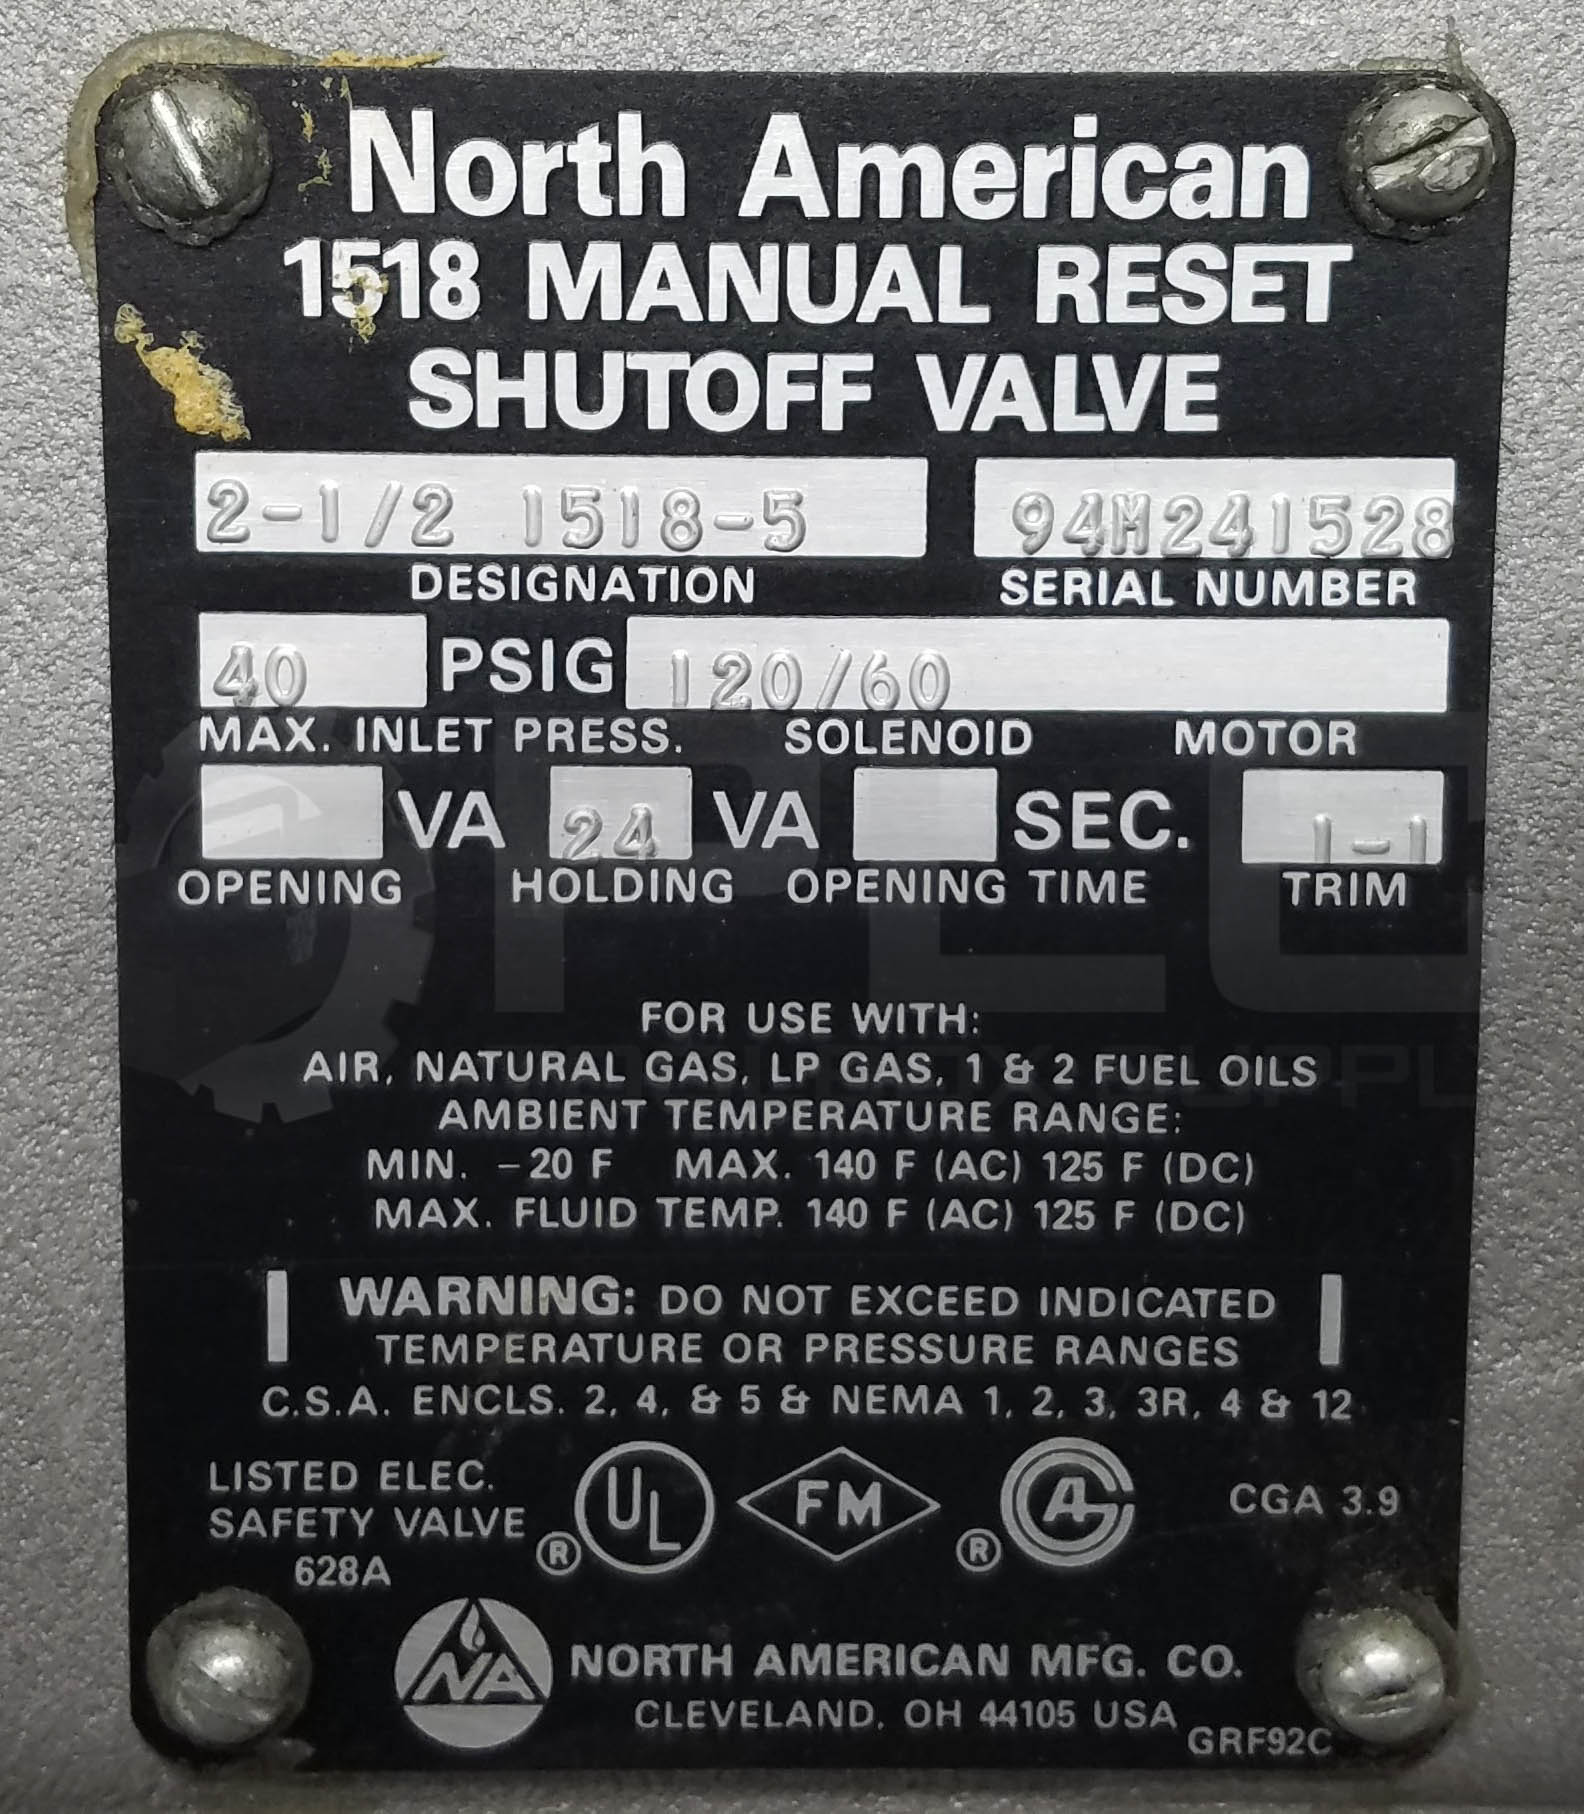 North American
1518 MANUAL RESET
SHUTOFF VALVE
2-1/2 1518-5 94M241528
DESIGNATION SERIAL NUMBER
40 PSIG 120/60
MAX. INLET PRESS. SOLENOID MOTOR
VA 24 VA SEC. 1-1
OPENING HOLDING OPENING TIME TRIM
FOR USE WITH:
AIR, NATURAL GAS, LP GAS, 1 & 2 FUEL OILS
AMBIENT TEMPERATURE RANGE:
MIN. -20 F MAX. 140 F (AC) 125 F (DC)
MAX. FLUID TEMP. 140 F (AC) 125 F (DC)
WARNING: DO NOT EXCEED INDICATED
TEMPERATURE OR PRESSURE RANGES
C.S.A. ENCLS. 2, 4, & 5 & NEMA 1, 2, 3, 3R, 4 & 12
LISTED ELEC.
SAFETY VALVE
628A
® UL FM ® AG CGA 3.9
NA NORTH AMERICAN MFG. CO.
CLEVELAND, OH 44105 USA
GRF92C